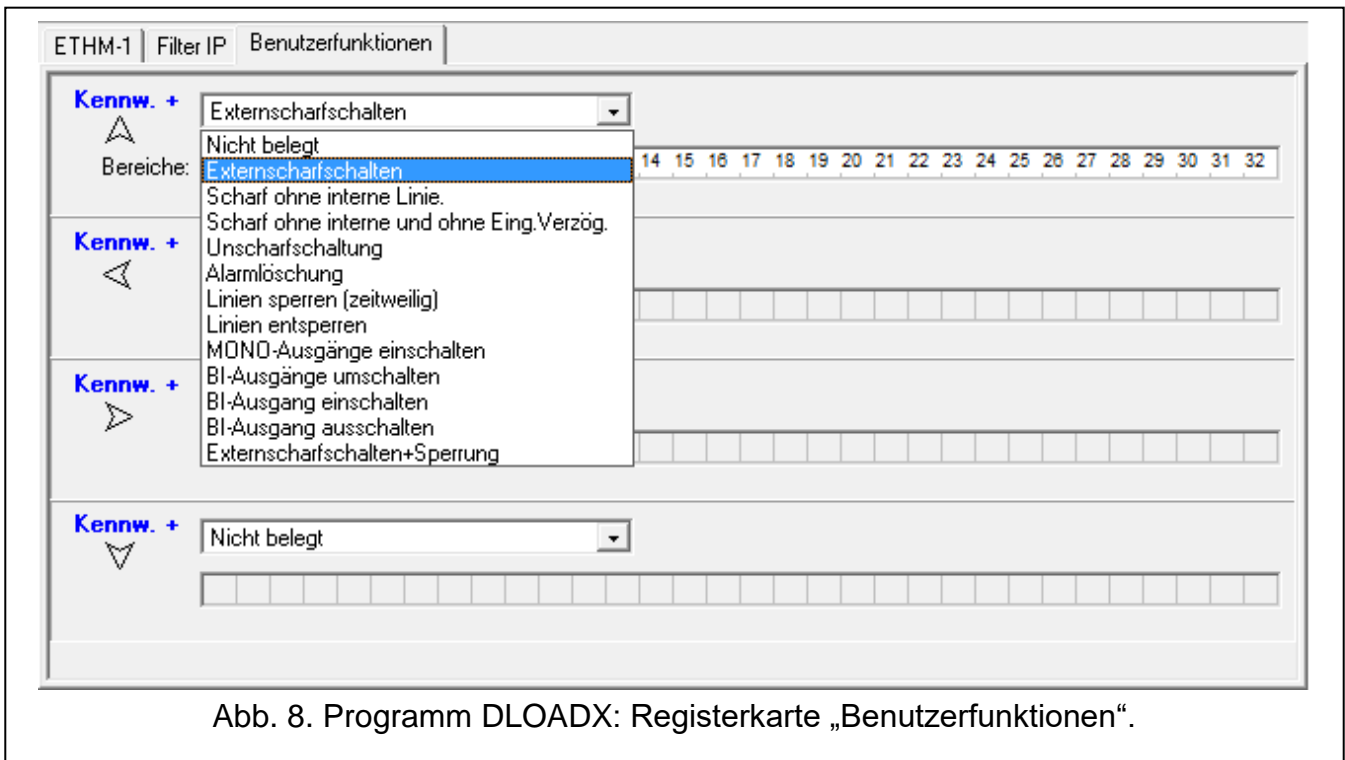 ETHM-1 Filter IP Benutzerfunktionen
Kennw. +
Externscharfschalten
Nicht belegt
Bereiche:
Externscharfschalten
14 15 16 17 18 19 20 21 22 23 24 25 26 27 28 29 30 31 32
Scharf ohne interne Linie.
Scharf ohne interne und ohne Eing.Verzög.
Kennw. +
Unscharfschaltung
Alarmlöschung
Linien sperren (zeitweilig)
Linien entsperren
MONO-Ausgänge einschalten
Kennw. +
BI-Ausgänge umschalten
BI-Ausgang einschalten
BI-Ausgang ausschalten
Externscharfschalten+Sperrung
Kennw. +
Nicht belegt
Abb. 8. Programm DLOADX: Registerkarte „Benutzerfunktionen“.